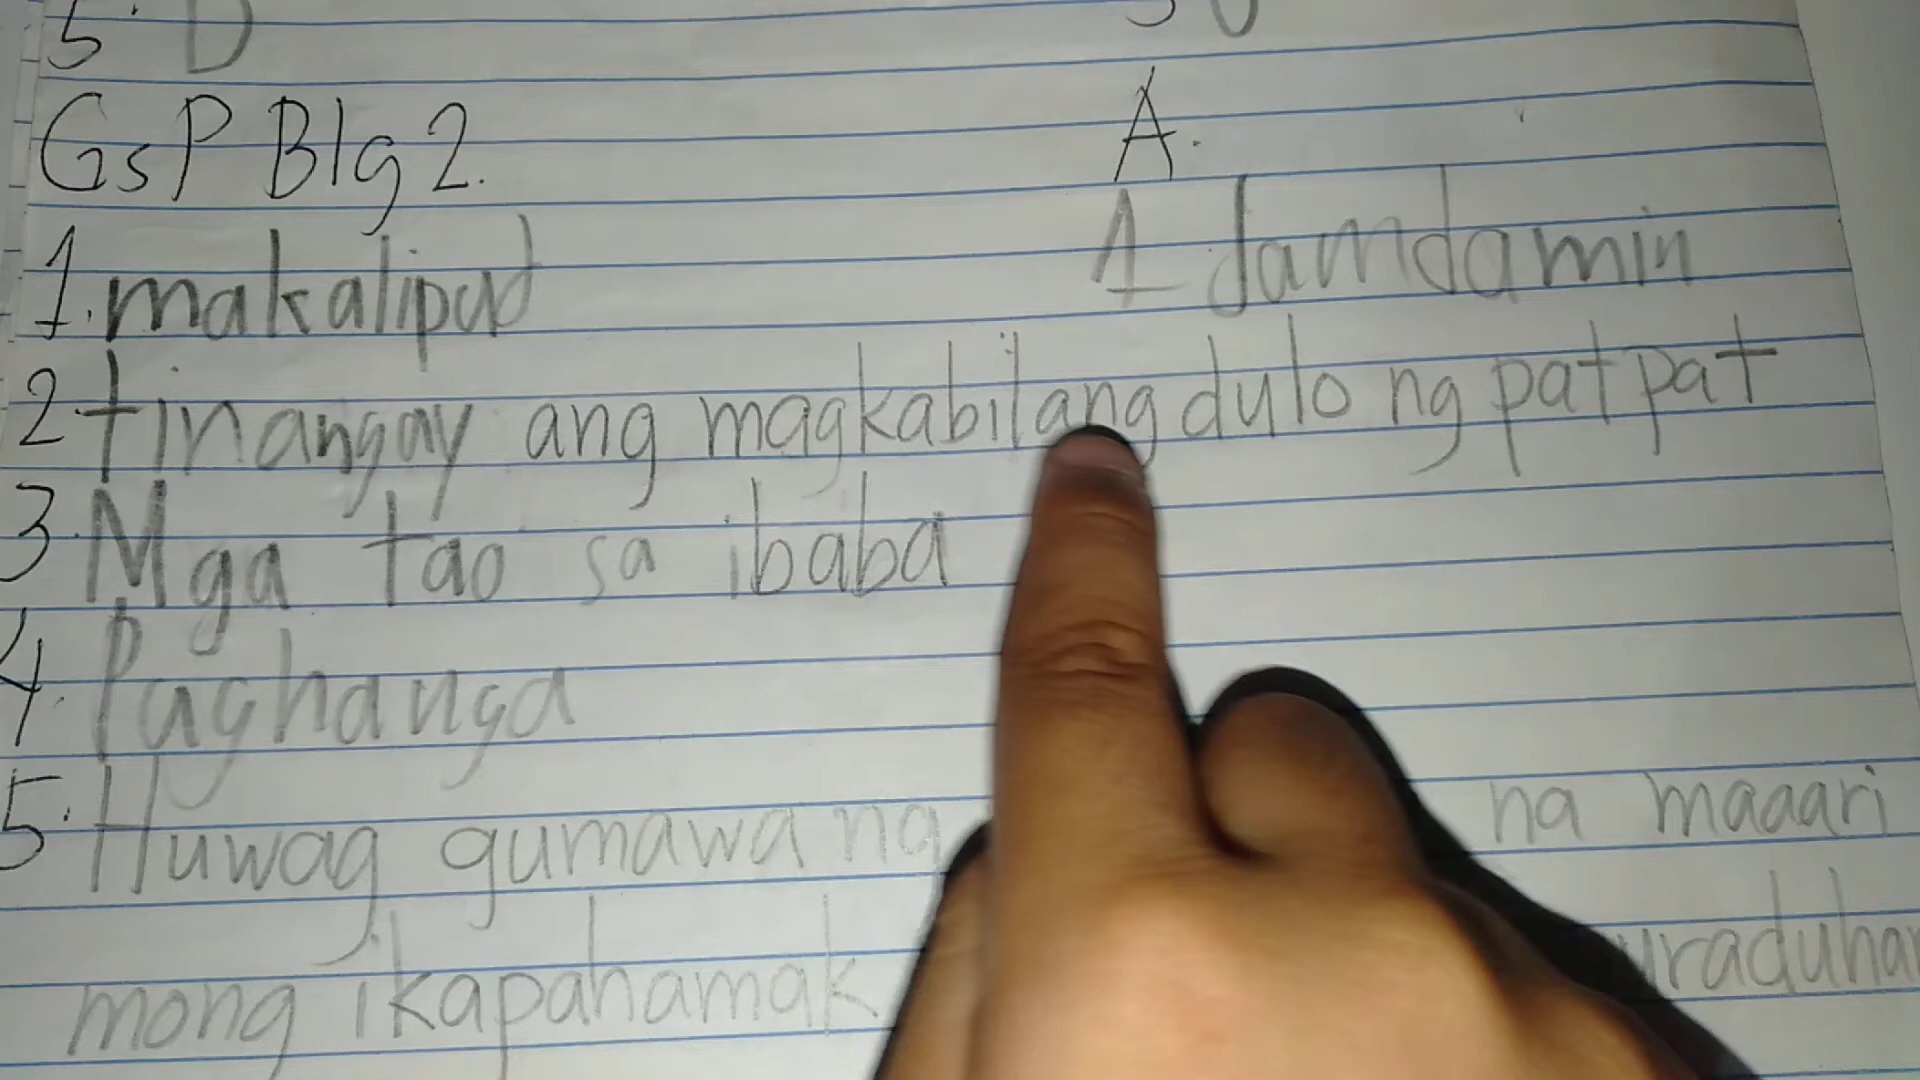 5. D
GsP Blg 2.
A.
1. makalipad
1 damdamin
2. tinangay ang magkabilang dulo ng patpat
3. Mga tao sa ibaba
4. Paghanga
5. Huwag gumawa ng na maaari
mong ikapahamak